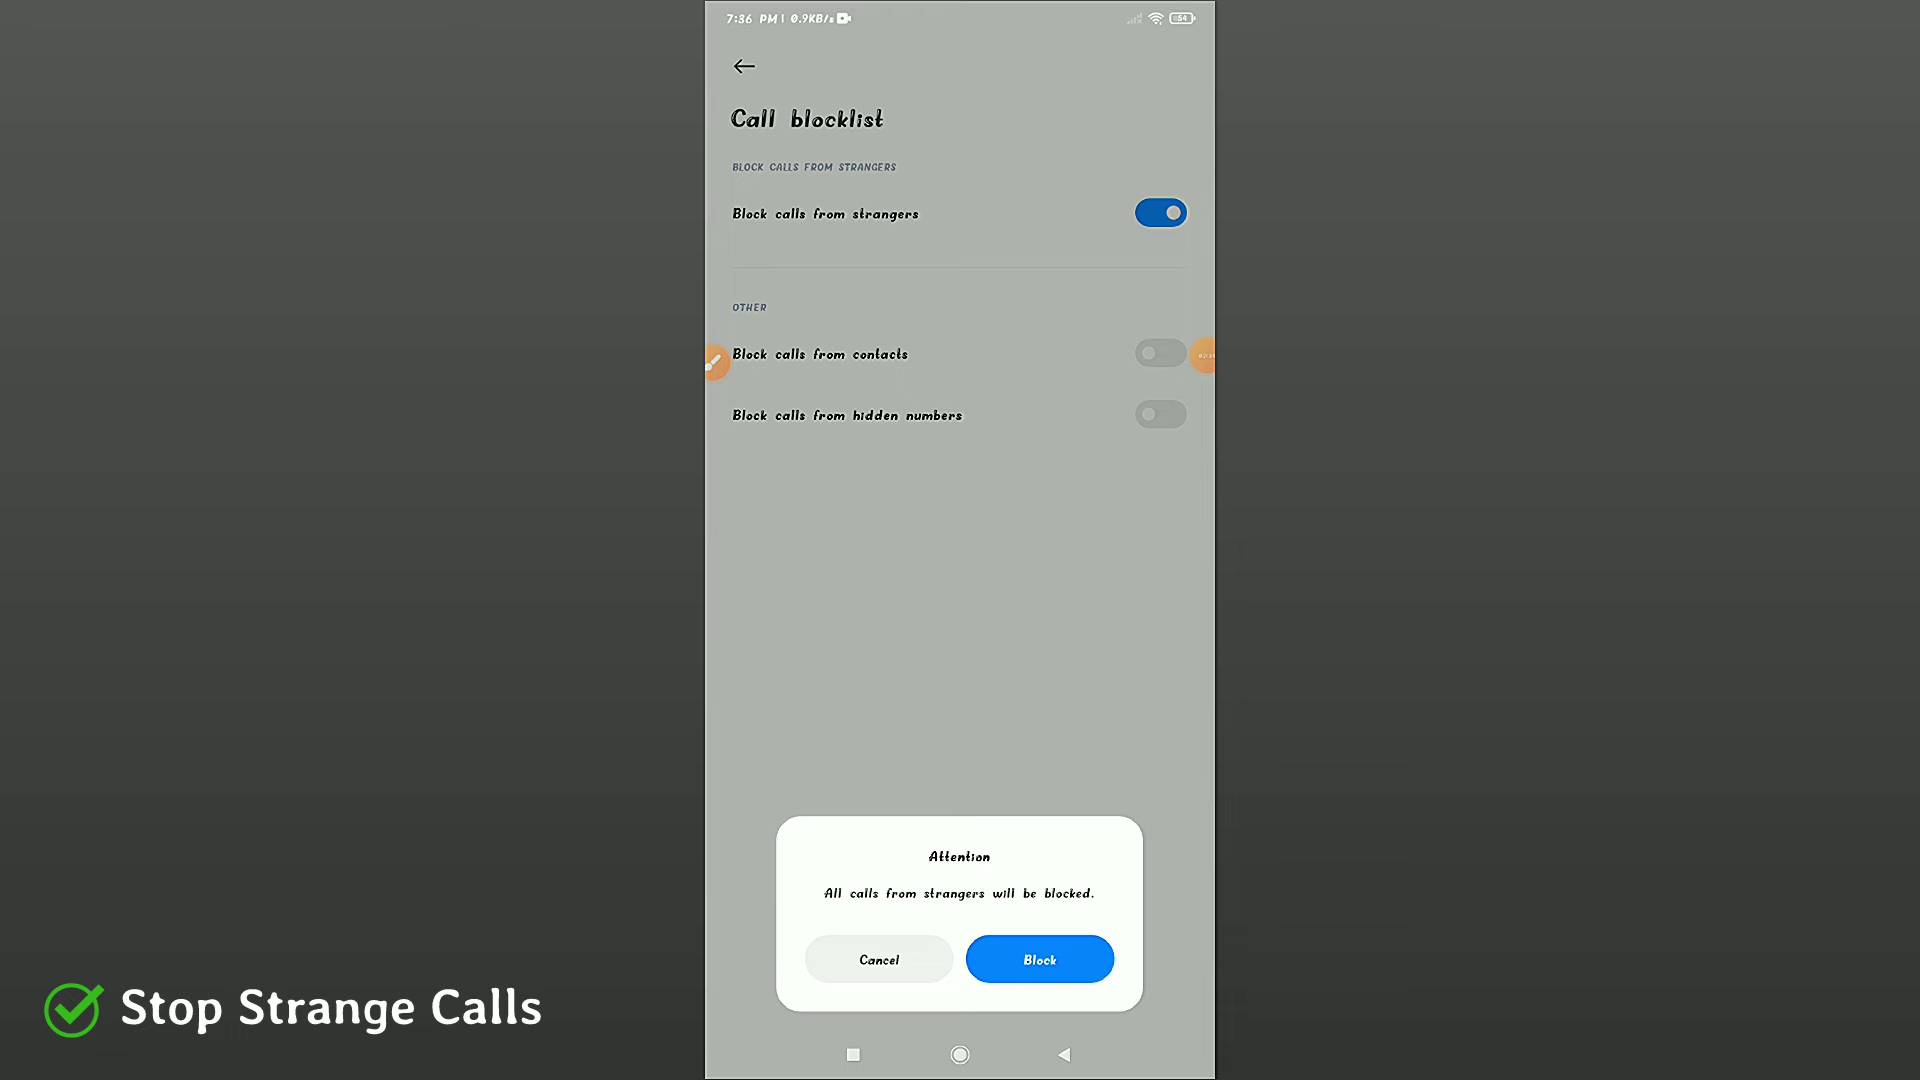 7:36 PM | 0.9KB/s
54
Call blocklist
BLOCK CALLS FROM STRANGERS
Block calls from strangers
OTHER
Block calls from contacts
Block calls from hidden numbers
Attention
All calls from strangers will be blocked.
Cancel
Block
Stop Strange Calls